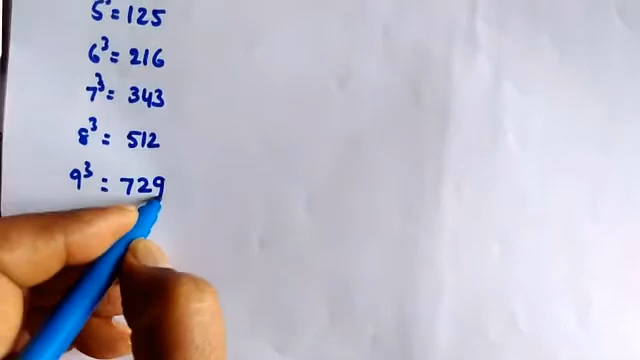 5³ = 125
6³ = 216
7³ = 343
8³ = 512
9³ = 729